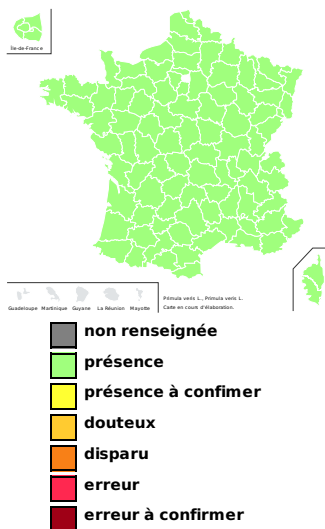 Île-de-France
Guadeloupe Martinique Guyane La Réunion Mayotte
Primula veris L., Primula veris L.
Carte en cours d'élaboration.
non renseignée
présence
présence à confimer
douteux
disparu
erreur
erreur à confirmer